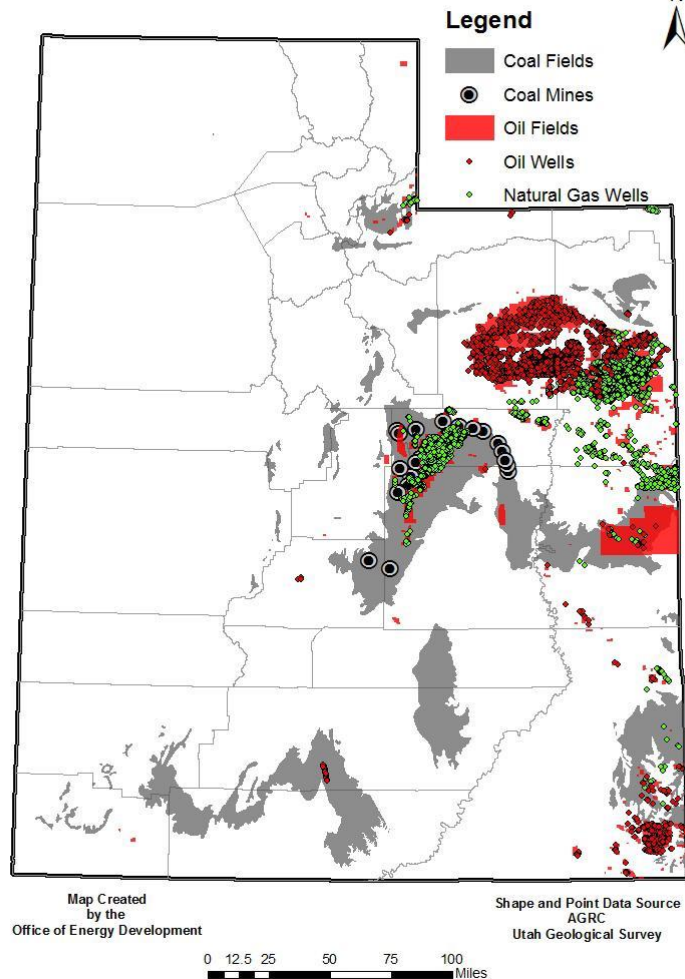 Legend
Coal Fields
Coal Mines
Oil Fields
Oil Wells
Natural Gas Wells
Map Created
by the
Office of Energy Development
Shape and Point Data Source
AGRC
Utah Geological Survey
0 12.5 25 50 75 100
Miles